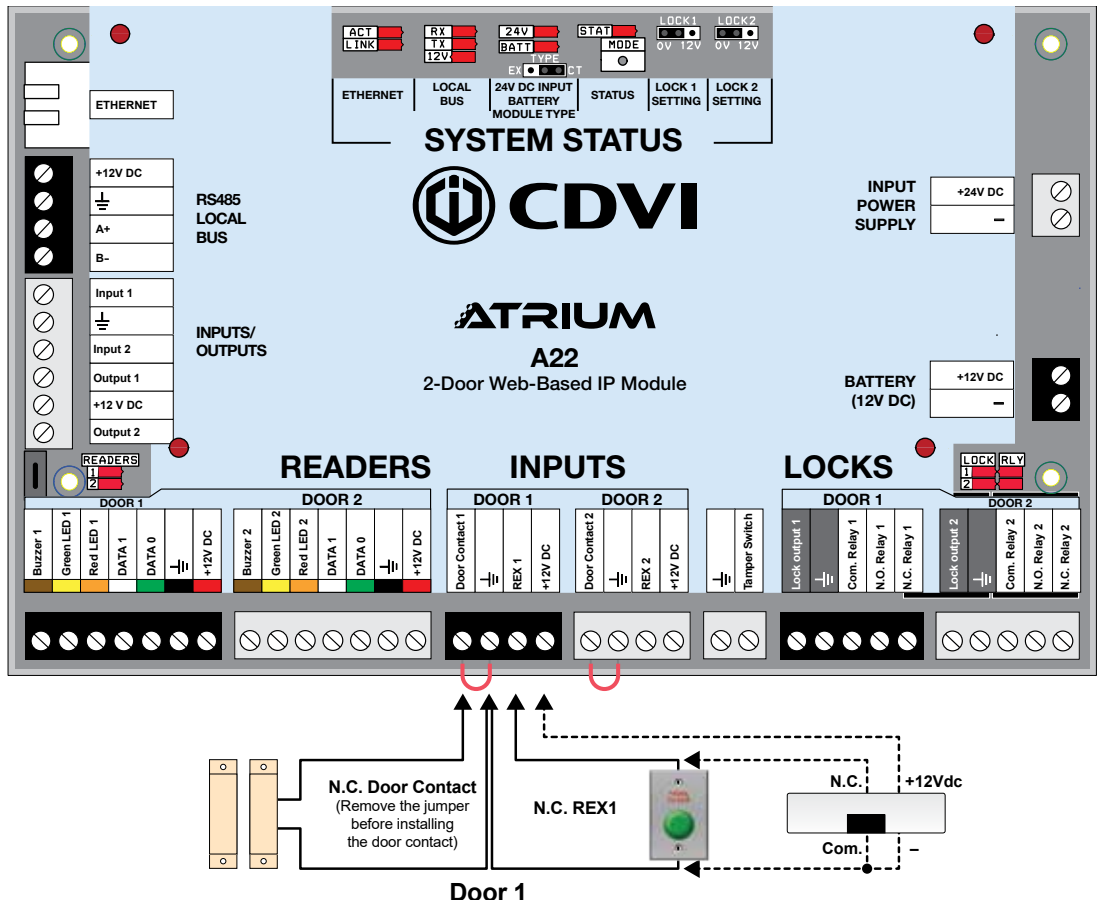 ACT
LINK
RX
TX
12V
24V
BATT
TYPE
EX
CT
STAT
MODE
LOCK1
0V 12V
LOCK2
0V 12V
ETHERNET
LOCAL
BUS
24V DC INPUT
BATTERY
MODULE TYPE
STATUS
LOCK 1
SETTING
LOCK 2
SETTING
SYSTEM STATUS
CDVI
ATRIUM
A22
2-Door Web-Based IP Module
ETHERNET
+12V DC
A+
B-
RS485
LOCAL
BUS
Input 1
Input 2
Output 1
+12 V DC
Output 2
INPUTS/
OUTPUTS
INPUT
POWER
SUPPLY
+24V DC
–
BATTERY
(12V DC)
+12V DC
–
READERS
1
2
LOCK RLY
1
2
READERS
INPUTS
LOCKS
DOOR 1
Buzzer 1
Green LED 1
Red LED 1
DATA 1
DATA 0
+12V DC
DOOR 2
Buzzer 2
Green LED 2
Red LED 2
DATA 1
DATA 0
+12V DC
DOOR 1
Door Contact 1
REX 1
+12V DC
DOOR 2
Door Contact2
REX 2
+12V DC
Tamper Switch
DOOR 1
Lock output 1
Com. Relay 1
N.O. Relay 1
N.C. Relay 1
DOOR 2
Lock output 2
Com. Relay 2
N.O. Relay 2
N.C. Relay 2
N.C. Door Contact
(Remove the jumper
before installing
the door contact)
N.C. REX1
N.C.
+12Vdc
Com.
–
Door 1